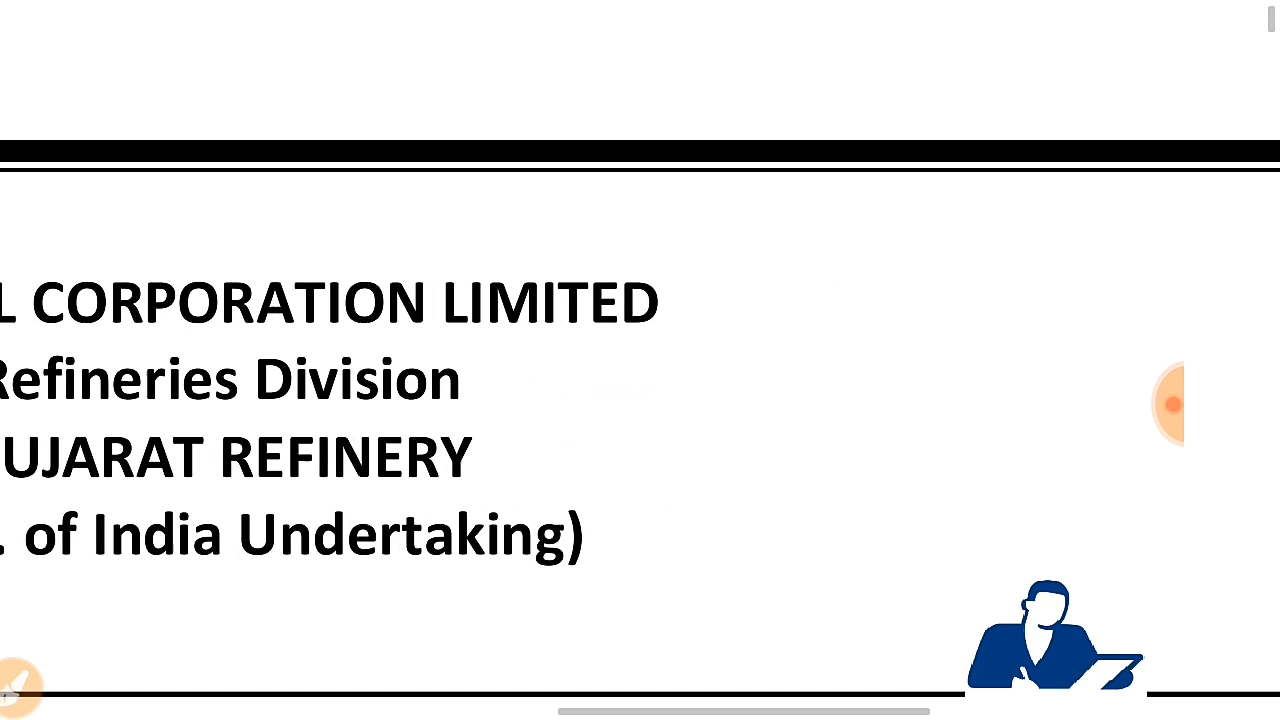 L CORPORATION LIMITED
Refineries Division
UJARAT REFINERY
. of India Undertaking)